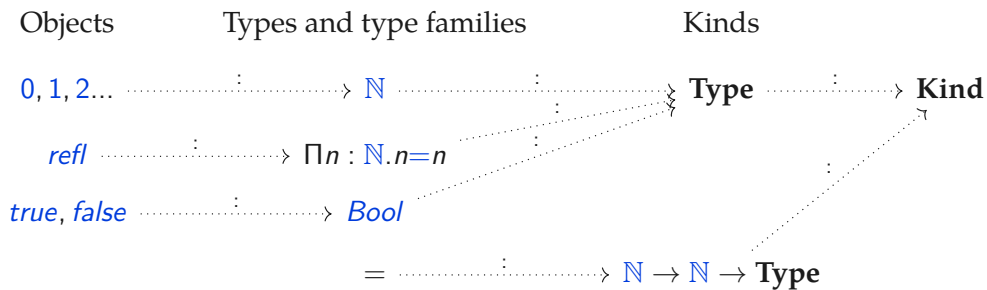 Objects Types and type families Kinds
0, 1, 2... : ℕ : Type : Kind
:
refl : Πn : ℕ.n=n :
:
true, false : Bool
= : ℕ → ℕ → Type